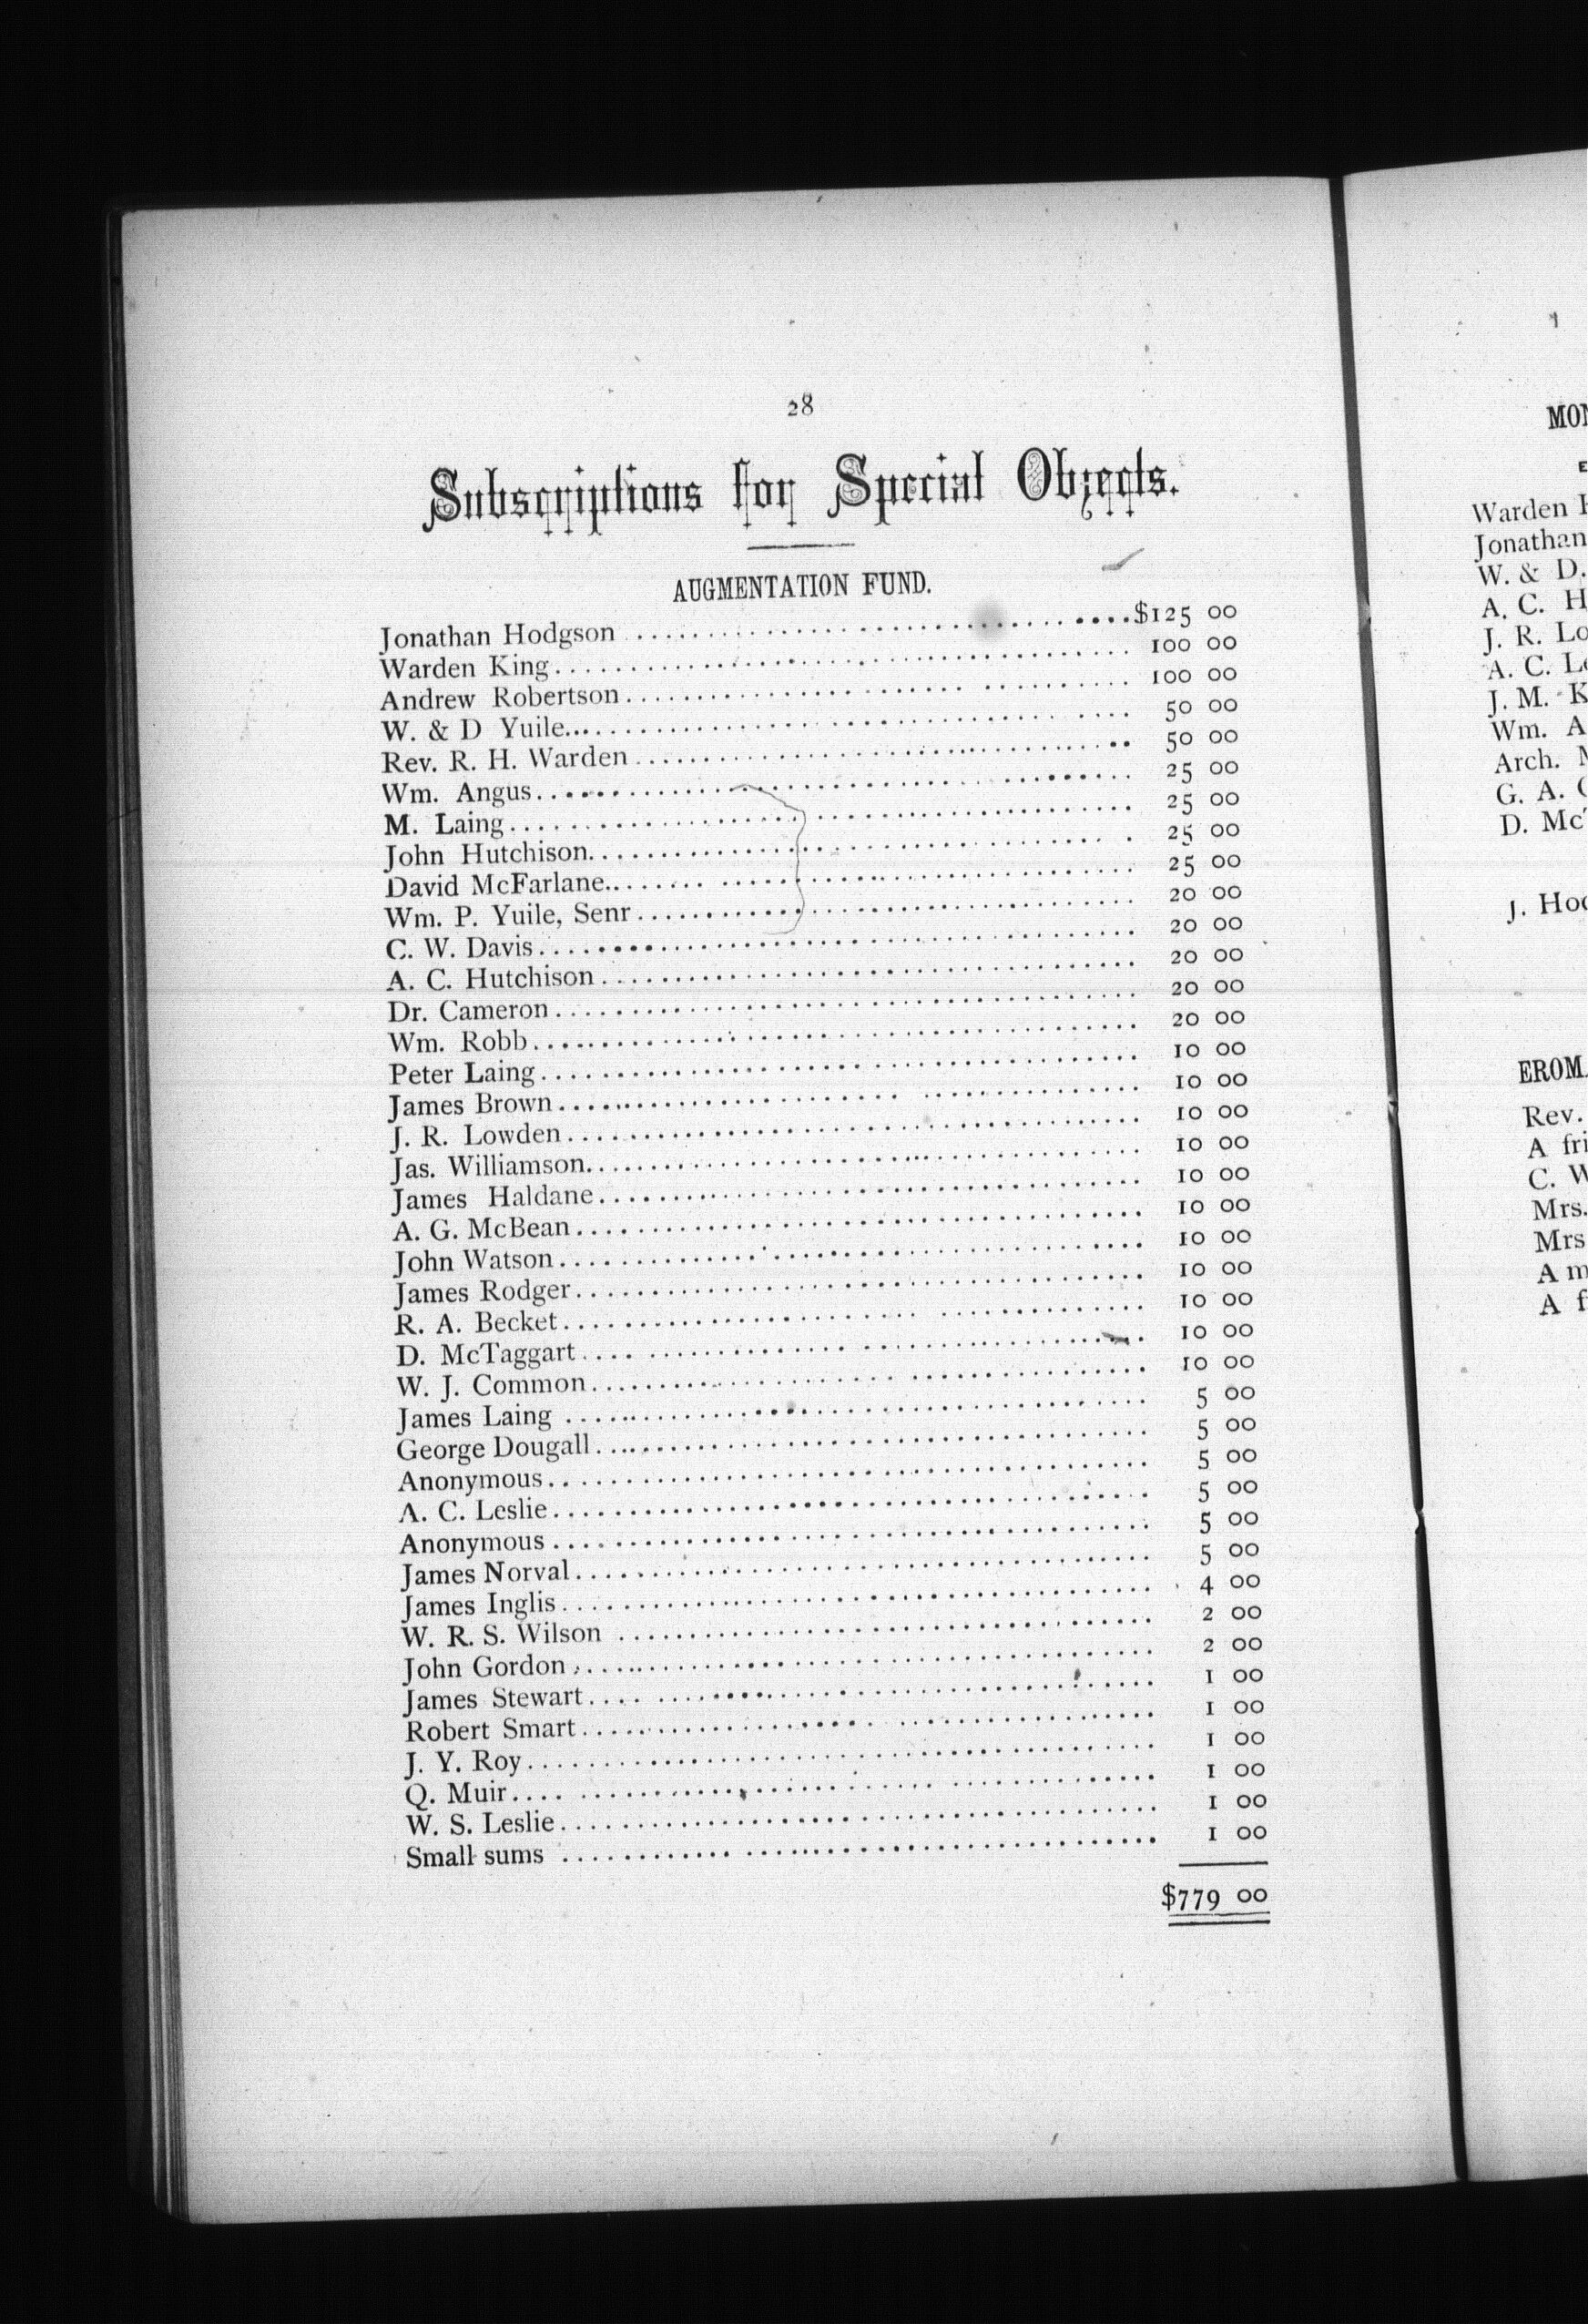 28
Subscriptions for Special Objects.
AUGMENTATION FUND.
Jonathan Hodgson ........ $125 00
Warden King ........ 100 00
Andrew Robertson ........ 100 00
W. & D Yuile ........ 50 00
Rev. R. H. Warden ........ 50 00
Wm. Angus ........ 25 00
M. Laing ........ 25 00
John Hutchison ........ 25 00
David McFarlane ........ 25 00
Wm. P. Yuile, Senr ........ 20 00
C. W. Davis ........ 20 00
A. C. Hutchison ........ 20 00
Dr. Cameron ........ 20 00
Wm. Robb ........ 20 00
Peter Laing ........ 10 00
James Brown ........ 10 00
J. R. Lowden ........ 10 00
Jas. Williamson ........ 10 00
James Haldane ........ 10 00
A. G. McBean ........ 10 00
John Watson ........ 10 00
James Rodger ........ 10 00
R. A. Becket ........ 10 00
D. McTaggart ........ 10 00
W. J. Common ........ 10 00
James Laing ........ 5 00
George Dougall ........ 5 00
Anonymous ........ 5 00
A. C. Leslie ........ 5 00
Anonymous ........ 5 00
James Norval ........ 5 00
James Inglis ........ 4 00
W. R. S. Wilson ........ 2 00
John Gordon ........ 2 00
James Stewart ........ 1 00
Robert Smart ........ 1 00
J. Y. Roy ........ 1 00
Q. Muir ........ 1 00
W. S. Leslie ........ 1 00
Small sums ........ 1 00
$779 00
Warden
Jonathan
W. & D.
A. C. H
J. R. Lo
A. C. L
J. M. K
Wm. A
Arch.
G. A.
D. Mc
J. Ho
EROM
Rev.
A fri
C. W
Mrs.
Mrs
A m
A f